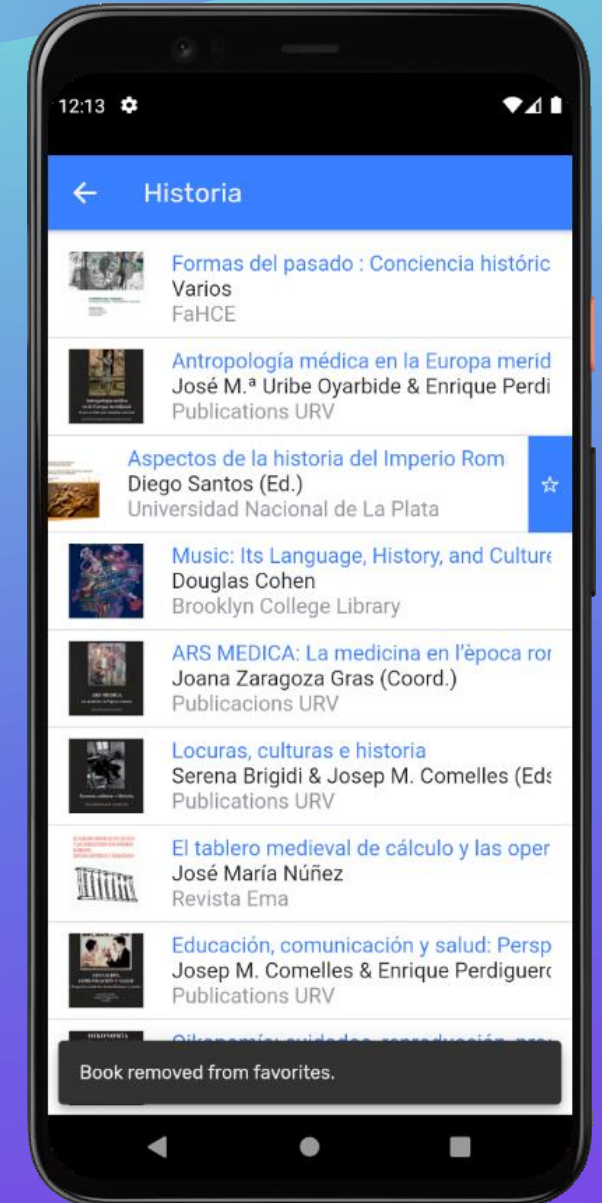 12:13
Historia
Formas del pasado : Conciencia históric
Varios
FaHCE
Antropología médica en la Europa merid
José M.ª Uribe Oyarbide & Enrique Perdi
Publications URV
Aspectos de la historia del Imperio Rom
Diego Santos (Ed.)
Universidad Nacional de La Plata
Music: Its Language, History, and Culture
Douglas Cohen
Brooklyn College Library
ARS MEDICA: La medicina en l'època ror
Joana Zaragoza Gras (Coord.)
Publicacions URV
Locuras, culturas e historia
Serena Brigidi & Josep M. Comelles (Eds
Publications URV
El tablero medieval de cálculo y las oper
José María Núñez
Revista Ema
Educación, comunicación y salud: Persp
Josep M. Comelles & Enrique Perdiguero
Publications URV
Book removed from favorites.